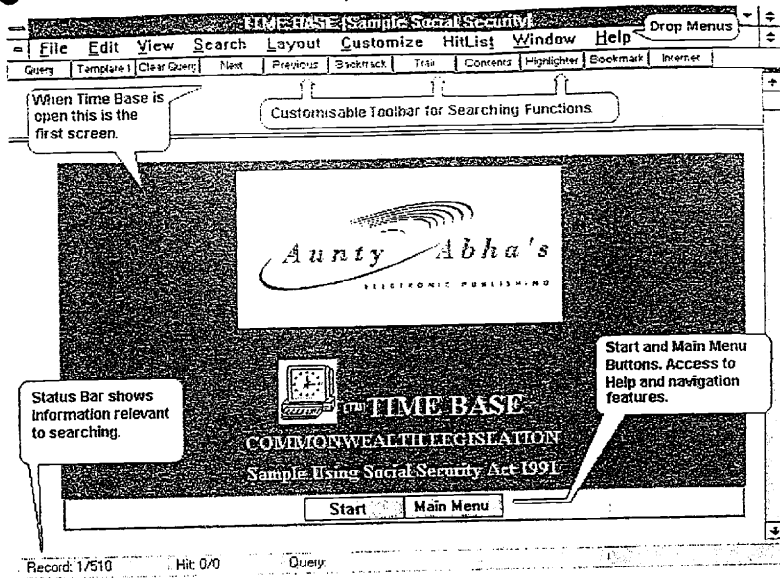 TIME BASE [Sample Social Security]
Drop Menus
File Edit View Search Layout Customize HitList Window Help
Query Template 1 Clear Query Next Previous Backtrack Trail Contents Highlighter Bookmark Internet
When Time Base is
open this is the
first screen.
Customisable Toolbar for Searching Functions.
Aunty Abha's
ELECTRONIC PUBLISHING
Start and Main Menu
Buttons. Access to
Help and navigation
features.
Status Bar shows
information relevant
to searching.
(TM) TIME BASE
COMMONWEALTH LEGISLATION
Sample Using Social Security Act 1991
Start Main Menu
Record: 1/510 Hit: 0/0 Query: